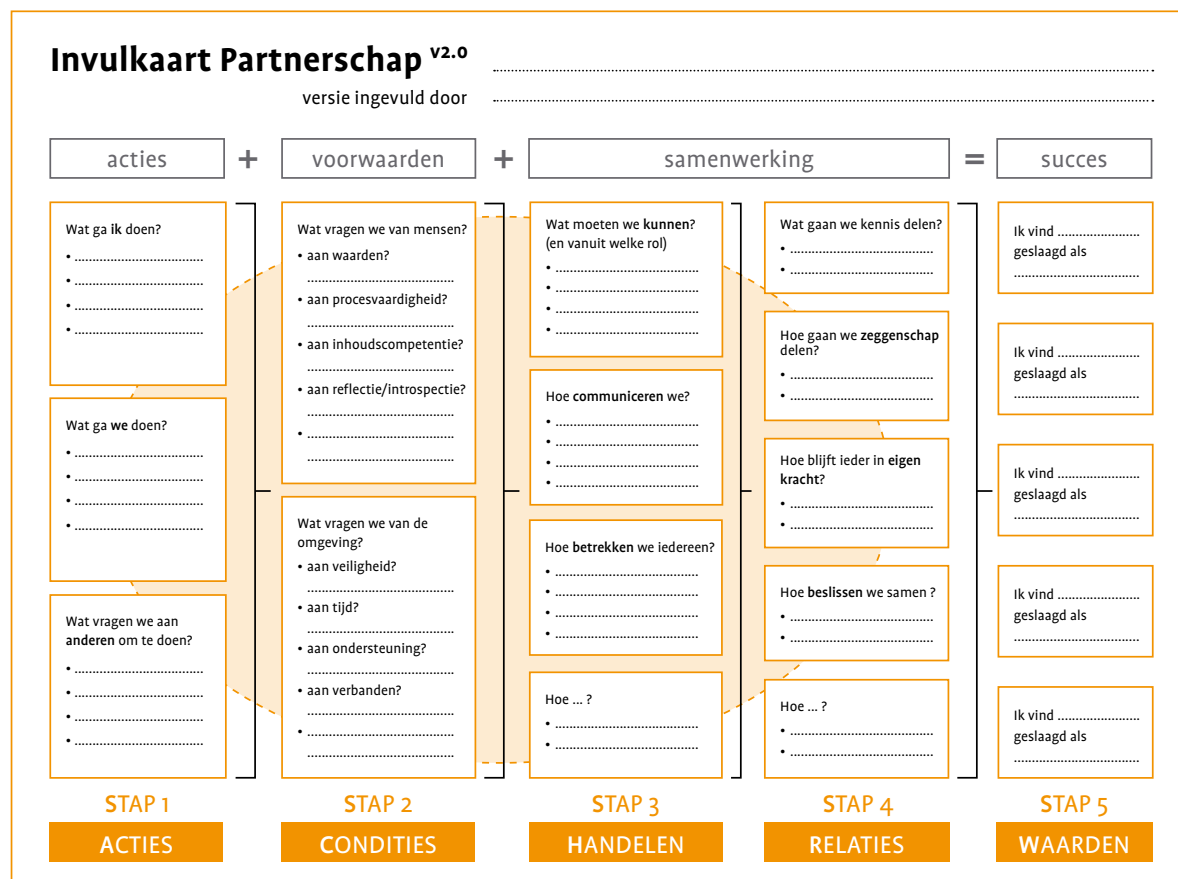 Invulkaart Partnerschap v2.0
versie ingevuld door
acties + voorwaarden + samenwerking = succes
Wat ga ik doen?
•
•
•
•
Wat ga we doen?
•
•
•
•
Wat vragen we aan
anderen om te doen?
•
•
•
•
Wat vragen we van mensen?
• aan waarden?
• aan procesvaardigheid?
• aan inhoudscompetentie?
• aan reflectie/introspectie?
•
Wat vragen we van de
omgeving?
• aan veiligheid?
• aan tijd?
• aan ondersteuning?
• aan verbanden?
•
Wat moeten we kunnen?
(en vanuit welke rol)
•
•
•
•
Hoe communiceren we?
•
•
•
•
Hoe betrekken we iedereen?
•
•
•
•
Hoe ... ?
•
•
Wat gaan we kennis delen?
•
•
Hoe gaan we zeggenschap
delen?
•
•
Hoe blijft ieder in eigen
kracht?
•
•
Hoe beslissen we samen ?
•
•
Hoe ... ?
•
•
Ik vind ........................
geslaagd als
Ik vind ........................
geslaagd als
Ik vind ........................
geslaagd als
Ik vind ........................
geslaagd als
Ik vind ........................
geslaagd als
STAP 1
ACTIES
STAP 2
CONDITIES
STAP 3
HANDELEN
STAP 4
RELATIES
STAP 5
WAARDEN